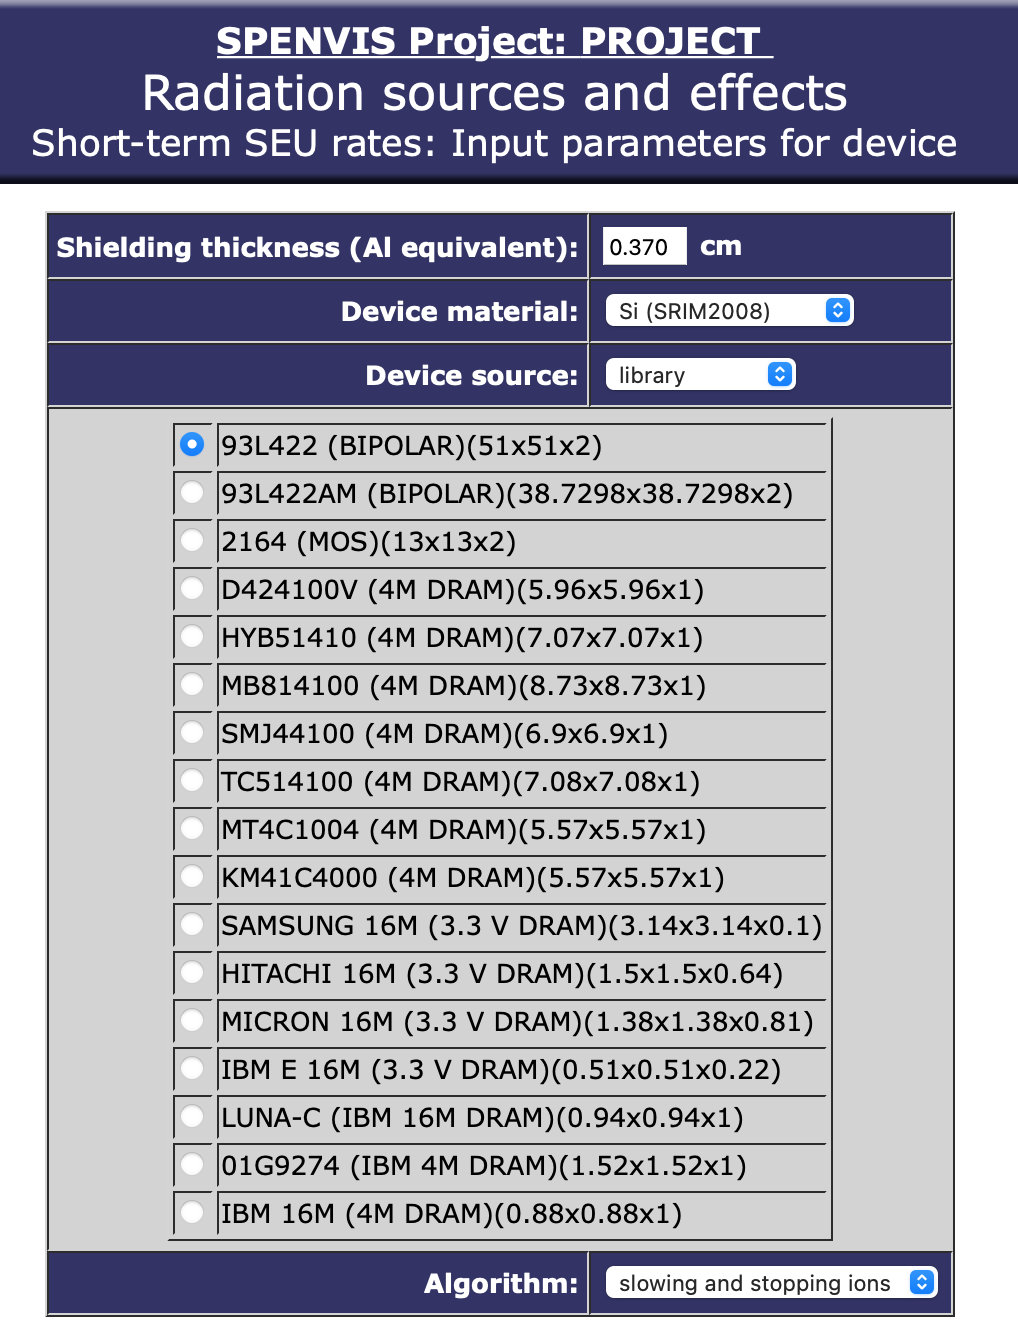 SPENVIS Project: PROJECT
Radiation sources and effects
Short-term SEU rates: Input parameters for device
Shielding thickness (Al equivalent): 0.370 cm
Device material: Si (SRIM2008)
Device source: library
93L422 (BIPOLAR)(51x51x2)
93L422AM (BIPOLAR)(38.7298x38.7298x2)
2164 (MOS)(13x13x2)
D424100V (4M DRAM)(5.96x5.96x1)
HYB51410 (4M DRAM)(7.07x7.07x1)
MB814100 (4M DRAM)(8.73x8.73x1)
SMJ44100 (4M DRAM)(6.9x6.9x1)
TC514100 (4M DRAM)(7.08x7.08x1)
MT4C1004 (4M DRAM)(5.57x5.57x1)
KM41C4000 (4M DRAM)(5.57x5.57x1)
SAMSUNG 16M (3.3 V DRAM)(3.14x3.14x0.1)
HITACHI 16M (3.3 V DRAM)(1.5x1.5x0.64)
MICRON 16M (3.3 V DRAM)(1.38x1.38x0.81)
IBM E 16M (3.3 V DRAM)(0.51x0.51x0.22)
LUNA-C (IBM 16M DRAM)(0.94x0.94x1)
01G9274 (IBM 4M DRAM)(1.52x1.52x1)
IBM 16M (4M DRAM)(0.88x0.88x1)
Algorithm: slowing and stopping ions